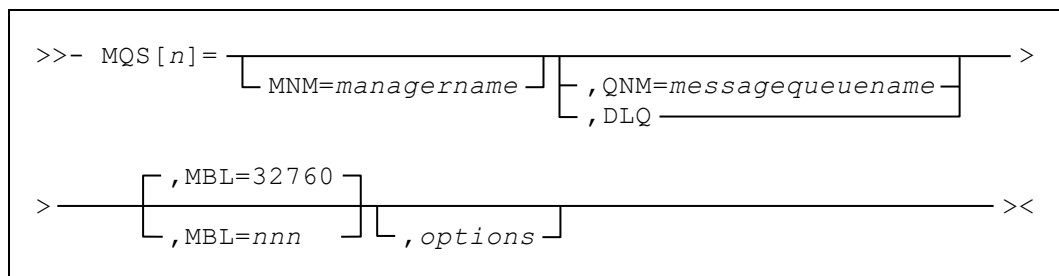 >>- MQS[n]= >
MNM=managername ,QNM=messagequeuename
,DLQ
,MBL=32760
> ><
,MBL=nnn ,options